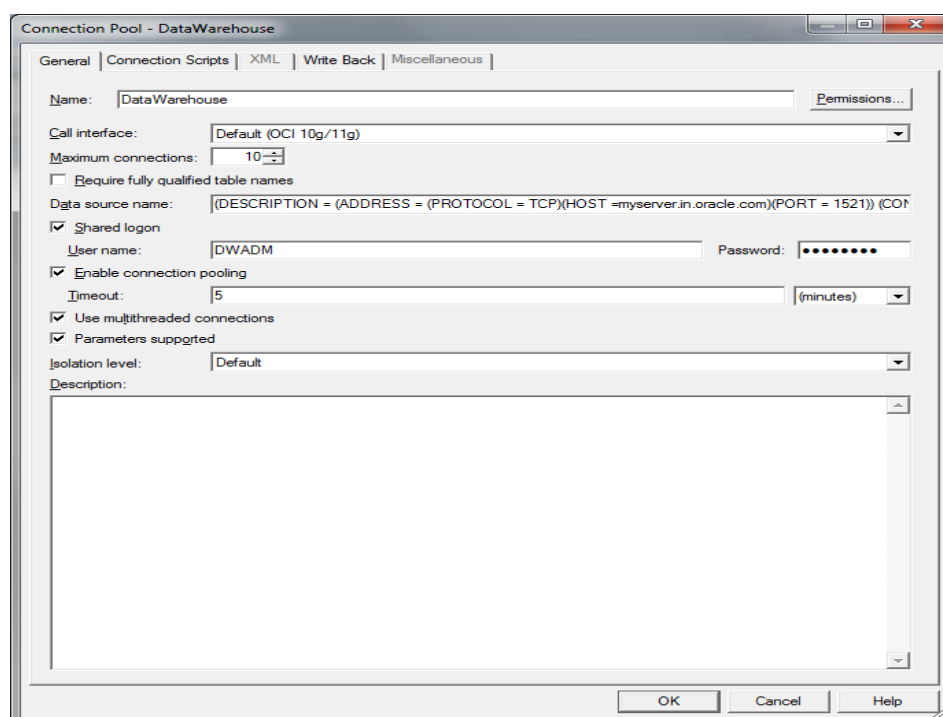 Connection Pool - DataWarehouse
General Connection Scripts XML Write Back Miscellaneous
Name: DataWarehouse Permissions...
Call interface: Default (OCI 10g/11g)
Maximum connections: 10
Require fully qualified table names
Data source name: (DESCRIPTION = (ADDRESS = (PROTOCOL = TCP)(HOST =myserver.in.oracle.com)(PORT = 1521)) (CON
Shared logon
User name: DWADM Password: ●●●●●●●●
Enable connection pooling
Timeout: 5 (minutes)
Use multithreaded connections
Parameters supported
Isolation level: Default
Description:
OK Cancel Help